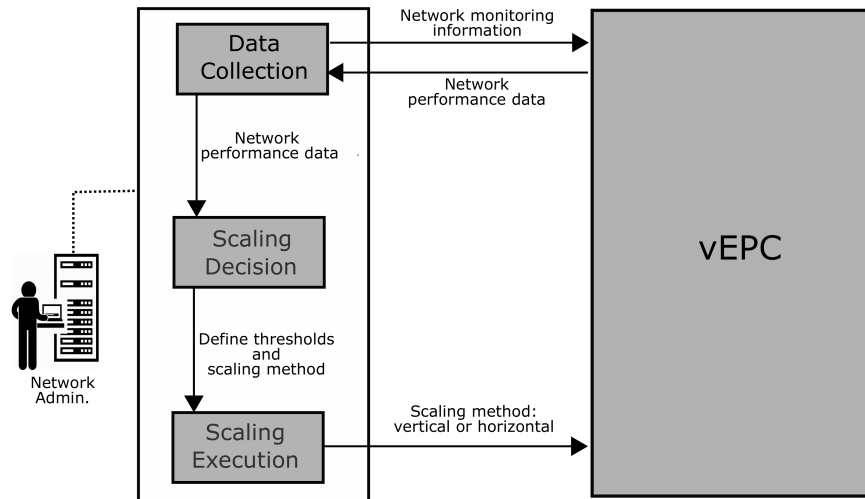 Data
Collection
Network monitoring
information
Network
performance data
Network
performance data
Scaling
Decision
vEPC
Define thresholds
and
scaling method
Network
Admin.
Scaling
Execution
Scaling method:
vertical or horizontal